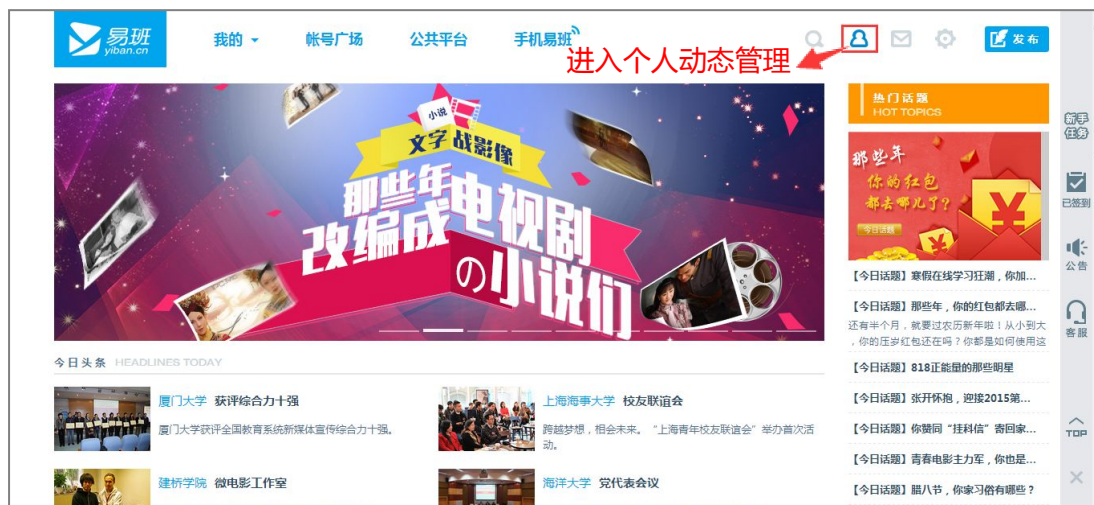 易班
yiban.cn
我的
帐号广场
公共平台
手机易班
发布
进入个人动态管理
小说
文字战影像
那些年
改编成电视剧
の小说们
热门话题
HOT TOPICS
那些年
你的红包
都去哪儿了？
今日话题
【今日话题】寒假在线学习狂潮，你加...
【今日话题】那些年，你的红包都去哪...
还有半个月，就要过农历新年啦！从小到大
，你的压岁红包还在吗？你都是如何使用这
【今日话题】818正能量的那些明星
【今日话题】张开怀抱，迎接2015第...
【今日话题】你赞同“挂科信”寄回家...
【今日话题】青春电影主力军，你也是...
【今日话题】腊八节，你家习俗有哪些？
今日头条 HEADLINES TODAY
厦门大学 获评综合力十强
厦门大学获评全国教育系统新媒体宣传综合力十强。
上海海事大学 校友联谊会
跨越梦想，相会未来。“上海青年校友联谊会”举办首次活
动。
建桥学院 微电影工作室
海洋大学 党代表会议
新手
任务
已签到
公告
客服
TOP